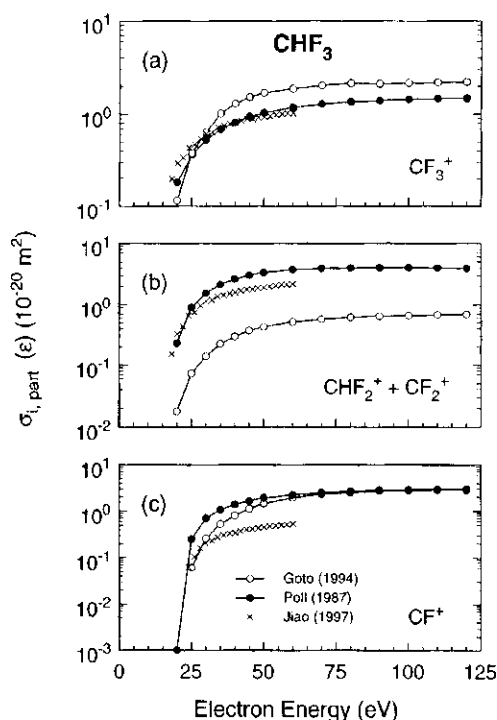 CHF₃
(a)
10¹
10⁰
10⁻¹
CF₃⁺
(b)
10¹
10⁰
10⁻¹
10⁻²
CHF₂⁺ + CF₂⁺
σᵢ, part (ε) (10⁻²⁰ m²)
(c)
10¹
10⁰
10⁻¹
10⁻²
10⁻³
Goto (1994)
Poll (1987)
Jiao (1997)
CF⁺
0 25 50 75 100 125
Electron Energy (eV)